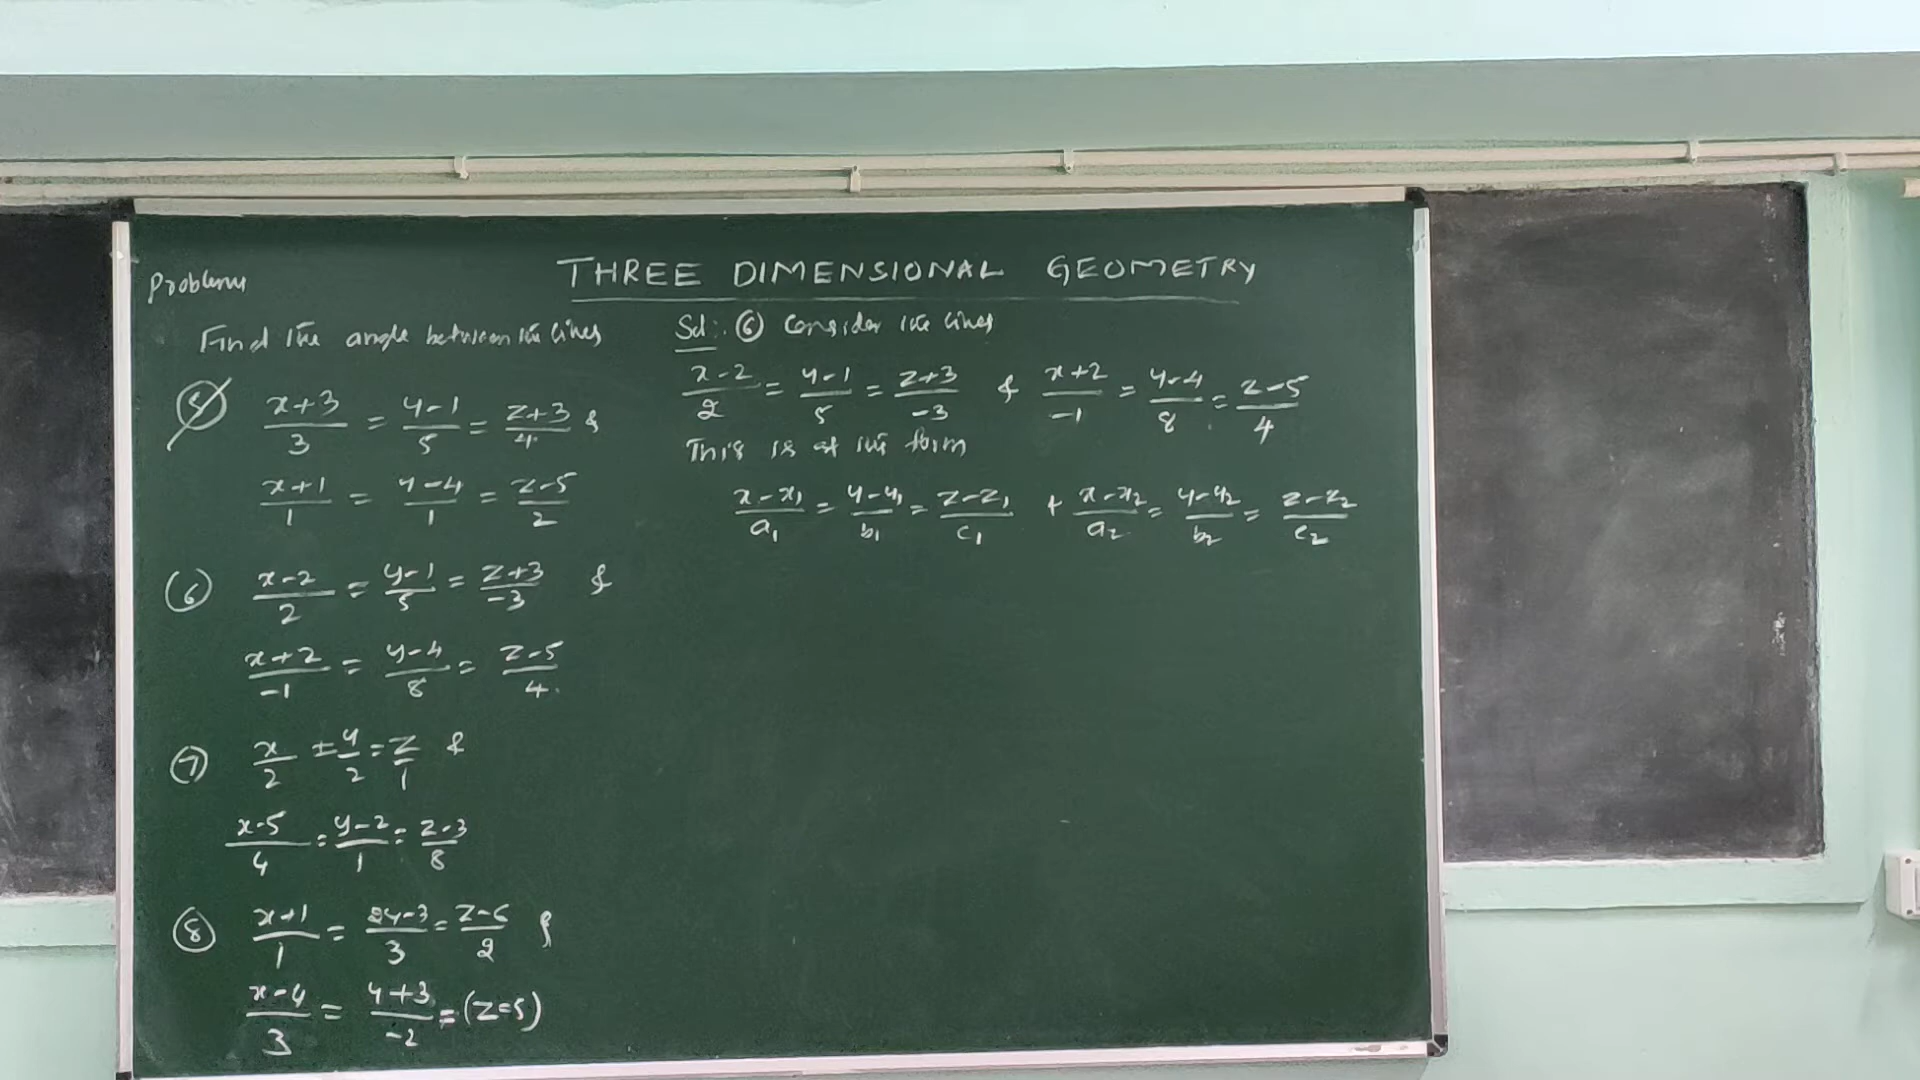 THREE DIMENSIONAL GEOMETRY
Problems
Find the angle between the lines
5 (x+3)/3 = (y-1)/5 = (z+3)/4 &
(x+1)/1 = (y-4)/1 = (z-5)/2
6 (x-2)/2 = (y-1)/5 = (z+3)/-3 &
(x+2)/-1 = (y-4)/8 = (z-5)/4.
7 x/2 = y/2 = z/1 &
(x-5)/4 = (y-2)/1 = (z-3)/8
8 (x+1)/1 = (2y-3)/3 = (z-6)/2 &
(x-4)/3 = (y+3)/-2 = (z=5)
Sol: 6 Consider the lines
(x-2)/2 = (y-1)/5 = (z+3)/-3 & (x+2)/-1 = (y-4)/8 = (z-5)/4
This is of the form
(x-x₁)/a₁ = (y-y₁)/b₁ = (z-z₁)/c₁ + (x-x₂)/a₂ = (y-y₂)/b₂ = (z-z₂)/c₂